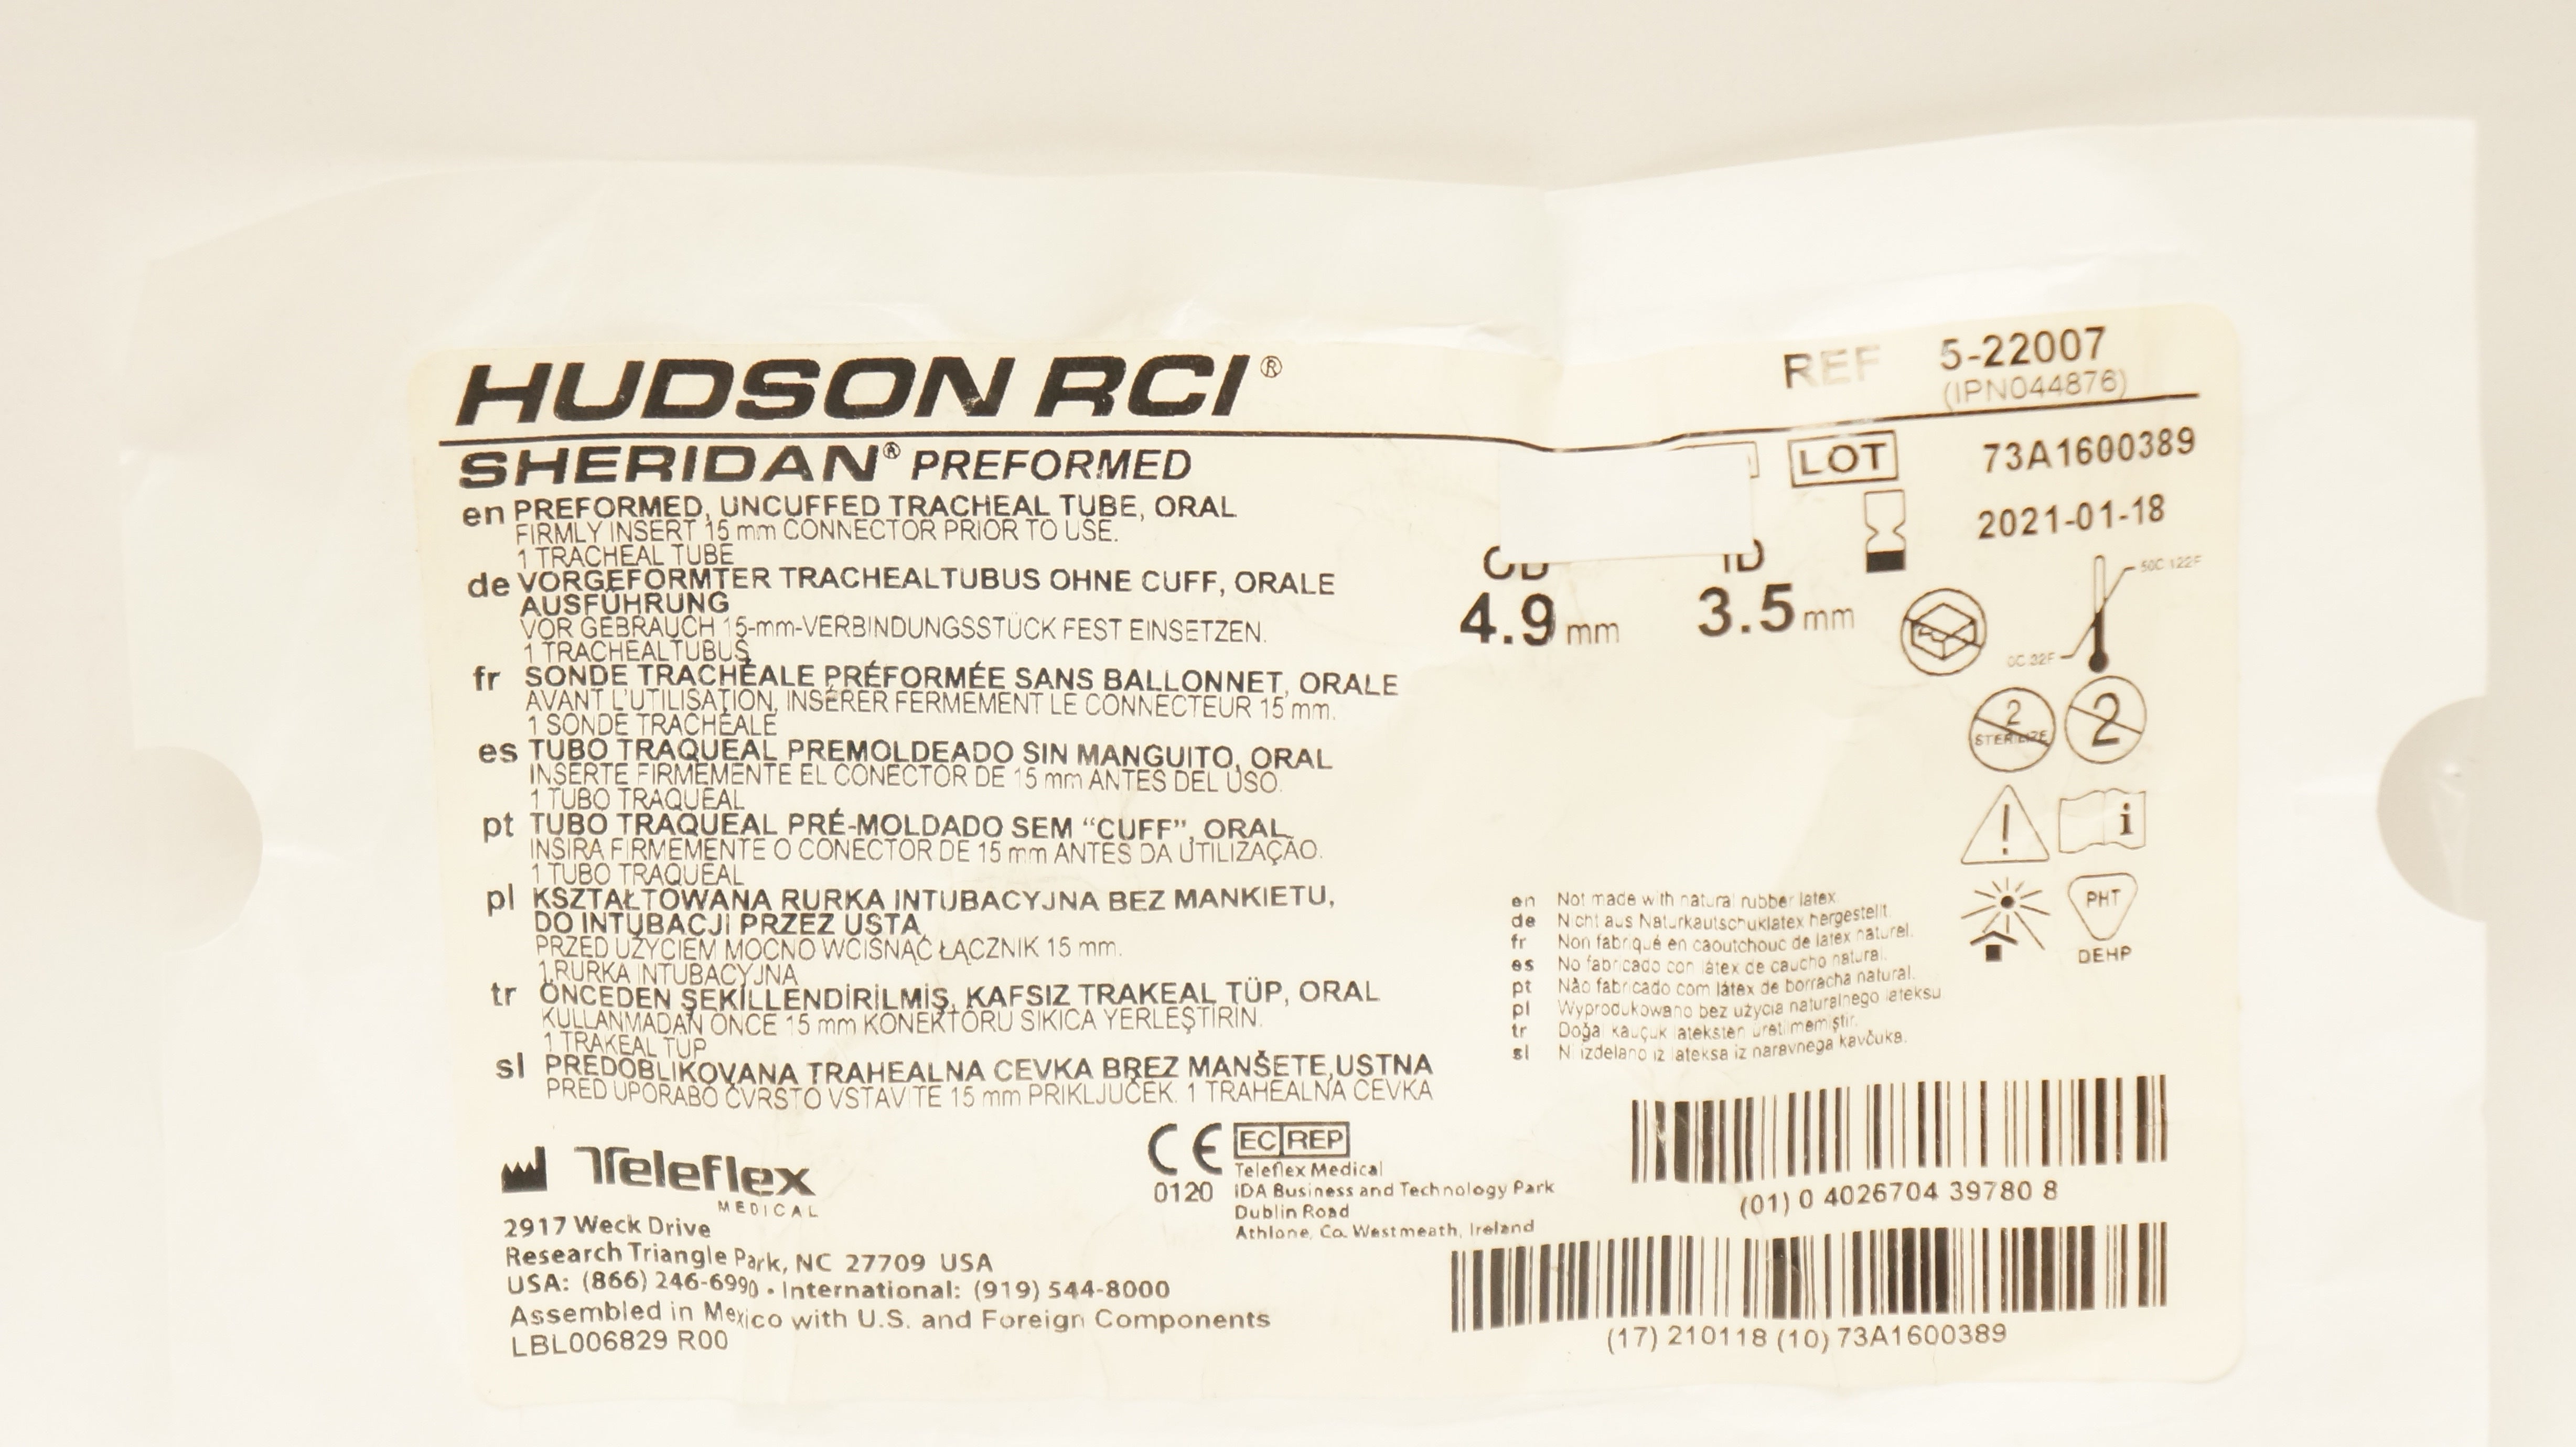 HUDSON RCI®
REF 5-22007
(IPN044876)
SHERIDAN® PREFORMED
LOT 73A1600389
2021-01-18
en PREFORMED, UNCUFFED TRACHEAL TUBE, ORAL
FIRMLY INSERT 15 mm CONNECTOR PRIOR TO USE.
1 TRACHEAL TUBE
de VORGEFORMTER TRACHEALTUBUS OHNE CUFF, ORALE
AUSFÜHRUNG
VOR GEBRAUCH 15-mm-VERBINDUNGSSTÜCK FEST EINSETZEN.
1 TRACHEALTUBUS
fr SONDE TRACHÉALE PRÉFORMÉE SANS BALLONNET, ORALE
AVANT L'UTILISATION, INSÉRER FERMEMENT LE CONNECTEUR 15 mm.
1 SONDE TRACHÉALE
es TUBO TRAQUEAL PREMOLDEADO SIN MANGUITO, ORAL
INSERTE FIRMEMENTE EL CONECTOR DE 15 mm ANTES DEL USO.
1 TUBO TRAQUEAL
pt TUBO TRAQUEAL PRÉ-MOLDADO SEM “CUFF”, ORAL
INSIRA FIRMEMENTE O CONECTOR DE 15 mm ANTES DA UTILIZAÇÃO.
1 TUBO TRAQUEAL
pl KSZTAŁTOWANA RURKA INTUBACYJNA BEZ MANKIETU,
DO INTUBACJI PRZEZ USTA
PRZED UŻYCIEM MOCNO WCISNĄĆ ŁĄCZNIK 15 mm.
1 RURKA INTUBACYJNA
tr ÖNCEDEN ŞEKİLLENDİRİLMİŞ, KAFSIZ TRAKEAL TÜP, ORAL
KULLANMADAN ÖNCE 15 mm KONEKTÖRÜ SIKICA YERLEŞTİRİN.
1 TRAKEAL TÜP
sl PREDOBLIKOVANA TRAHEALNA CEVKA BREZ MANŠETE,USTNA
PRED UPORABO ČVRSTO VSTAVITE 15 mm PRIKLJUČEK. 1 TRAHEALNA CEVKA
OD ID
4.9 mm 3.5 mm
50C 122F
0C 32F
2
STERILIZE
2
!
i
PHT
DEHP
en Not made with natural rubber latex.
de Nicht aus Naturkautschuklatex hergestellt.
fr Non fabriqué en caoutchouc de latex naturel.
es No fabricado con látex de caucho natural.
pt Não fabricado com látex de borracha natural.
pl Wyprodukowano bez użycia naturalnego lateksu
tr Doğal kauçuk lateksten üretilmemiştir.
sl Ni izdelano iz lateksa iz naravnega kavčuka.
Teleflex
MEDICAL
2917 Weck Drive
Research Triangle Park, NC 27709 USA
USA: (866) 246-6990 • International: (919) 544-8000
Assembled in Mexico with U.S. and Foreign Components
LBL006829 R00
CE
0120
EC REP
Teleflex Medical
IDA Business and Technology Park
Dublin Road
Athlone, Co. Westmeath, Ireland
(01) 0 4026704 39780 8
(17) 210118 (10) 73A1600389